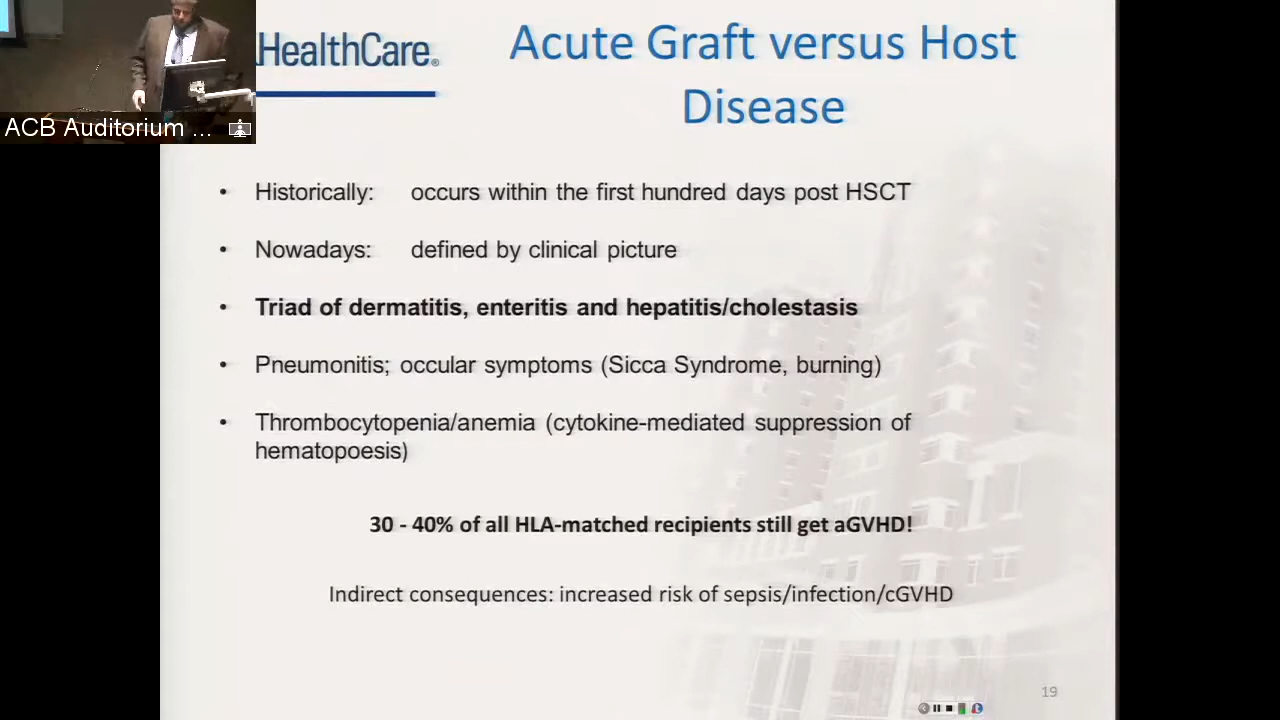 HealthCare®
Acute Graft versus Host
Disease
ACB Auditorium ...
• Historically: occurs within the first hundred days post HSCT
• Nowadays: defined by clinical picture
• Triad of dermatitis, enteritis and hepatitis/cholestasis
• Pneumonitis; occular symptoms (Sicca Syndrome, burning)
• Thrombocytopenia/anemia (cytokine-mediated suppression of
hematopoesis)
30 - 40% of all HLA-matched recipients still get aGVHD!
Indirect consequences: increased risk of sepsis/infection/cGVHD
19